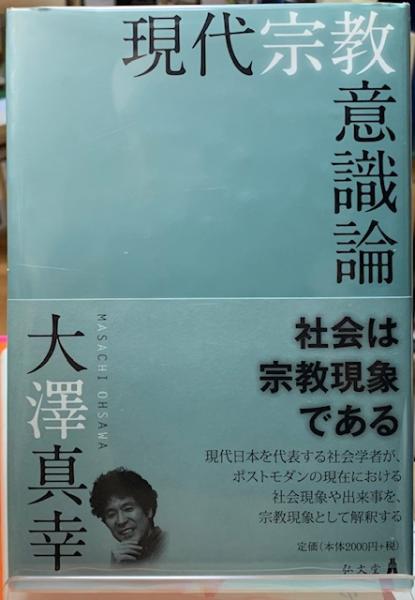 現代宗教
意識論
大澤真幸
MASACHI OHSAWA
社会は
宗教現象
である
現代日本を代表する社会学者が、
ポストモダンの現在における
社会現象や出来事を、
宗教現象として解釈する
定価(本体2000円+税)
弘文堂